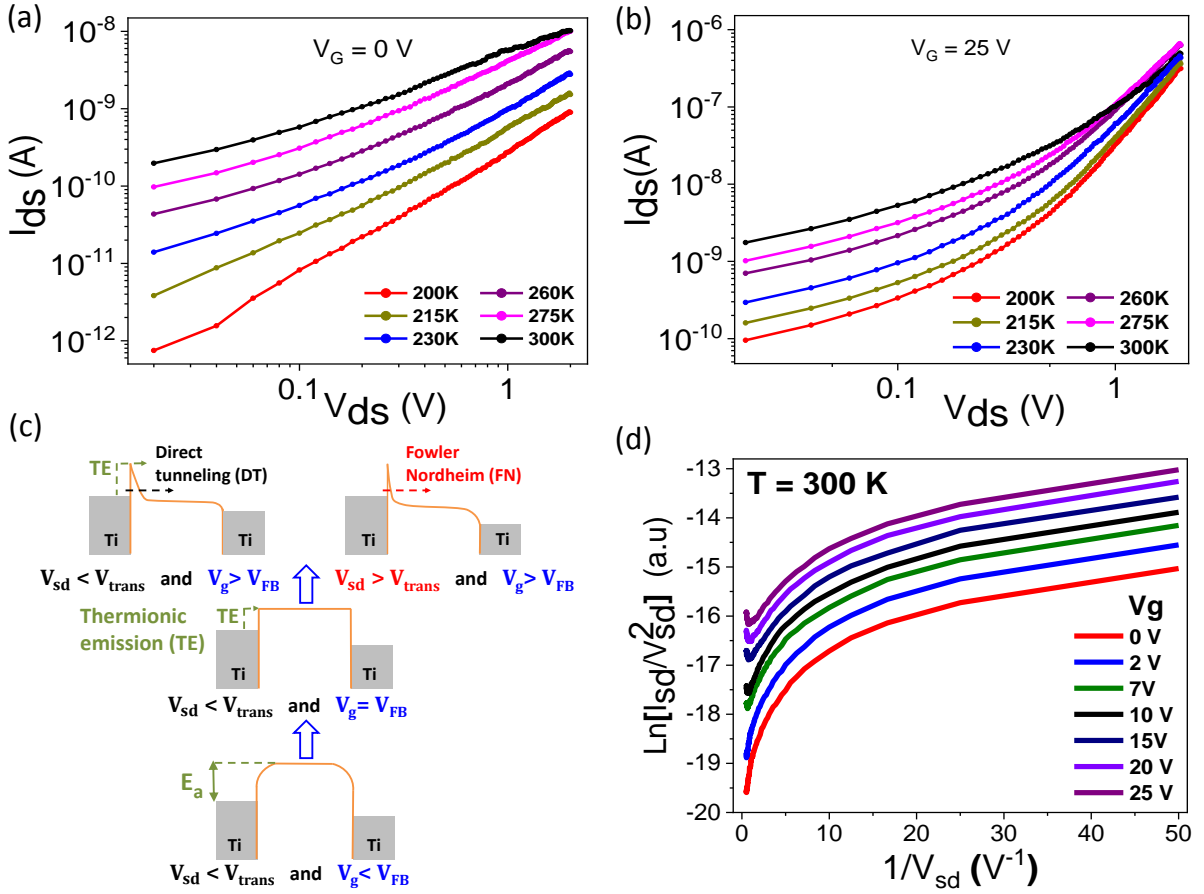 (a)
V_G = 0 V
10^-8
10^-9
10^-10
10^-11
10^-12
I_ds (A)
200K 260K
215K 275K
230K 300K
0.1 1
V_ds (V)
(b)
V_G = 25 V
10^-6
10^-7
10^-8
10^-9
10^-10
I_ds(A)
200K 260K
215K 275K
230K 300K
0.1 1
V_ds (V)
(c)
TE
Direct
tunneling (DT)
Ti Ti
V_sd < V_trans and V_g > V_FB
Fowler
Nordheim (FN)
Ti Ti
V_sd > V_trans and V_g > V_FB
Thermionic
emission (TE)
TE
Ti Ti
V_sd < V_trans and V_g = V_FB
E_a
Ti Ti
V_sd < V_trans and V_g < V_FB
(d)
T = 300 K
-13
-14
-15
-16
-17
-18
-19
-20
Ln[I_sd/V_sd^2] (a.u)
Vg
0 V
2 V
7V
10 V
15V
20 V
25 V
0 10 20 30 40 50
1/V_sd (V^-1)